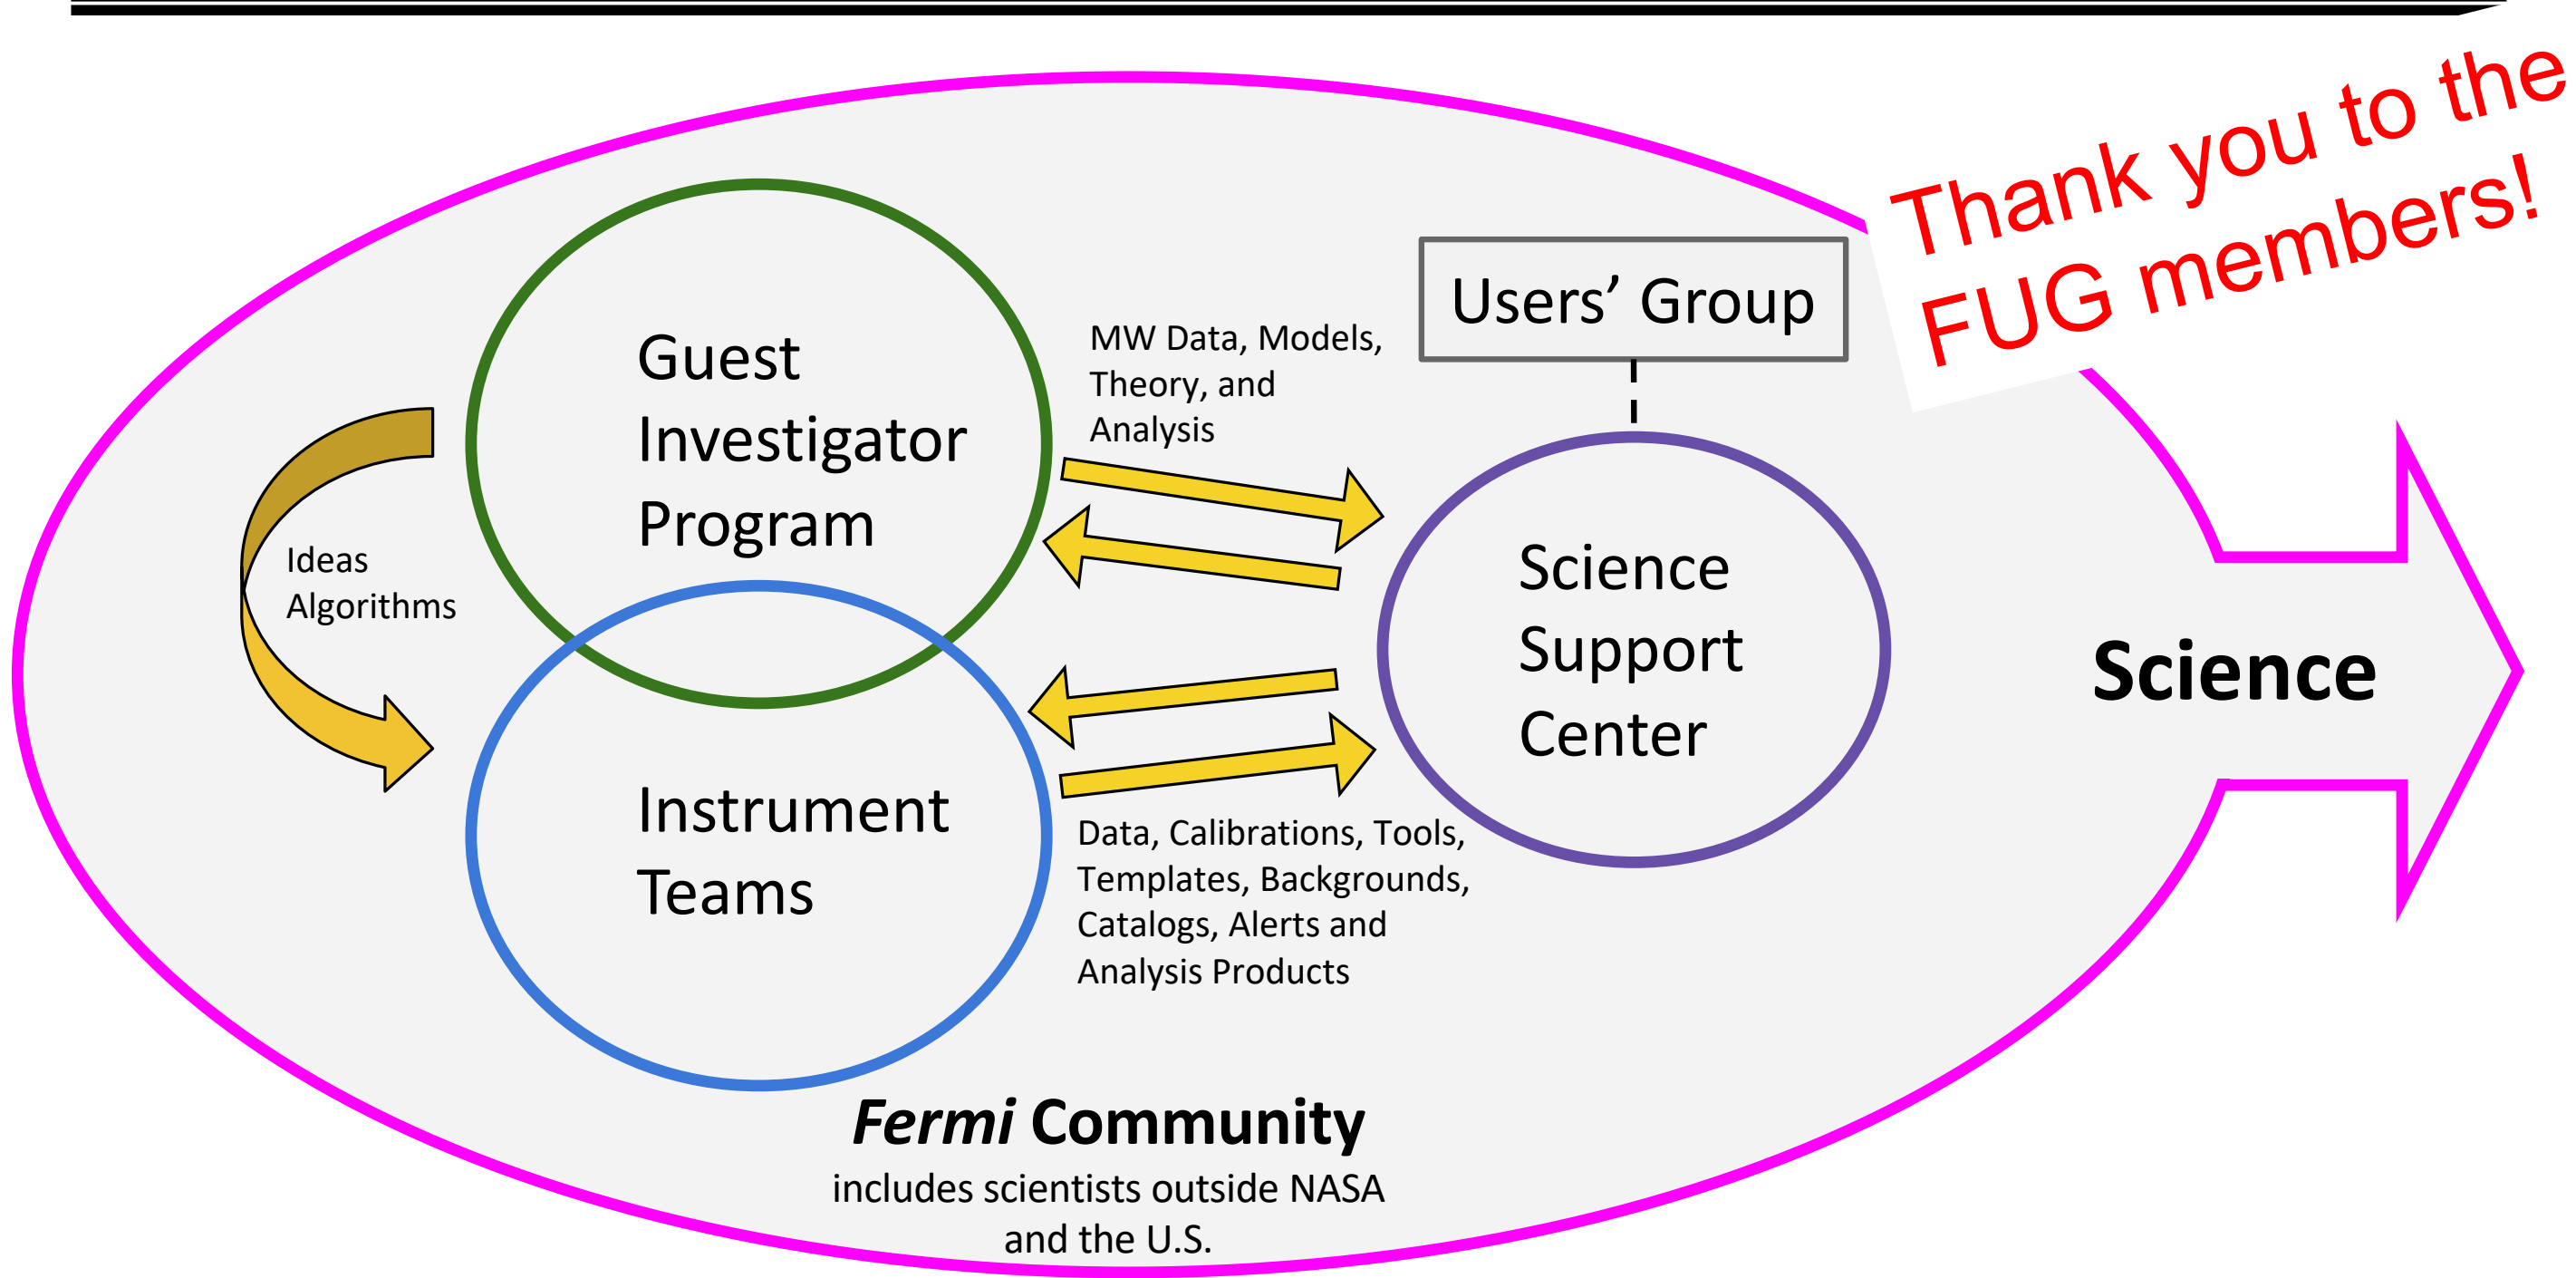 Thank you to the
FUG members!
Users’ Group
Guest
Investigator
Program
MW Data, Models,
Theory, and
Analysis
Ideas
Algorithms
Science
Support
Center
Science
Instrument
Teams
Data, Calibrations, Tools,
Templates, Backgrounds,
Catalogs, Alerts and
Analysis Products
Fermi Community
includes scientists outside NASA
and the U.S.